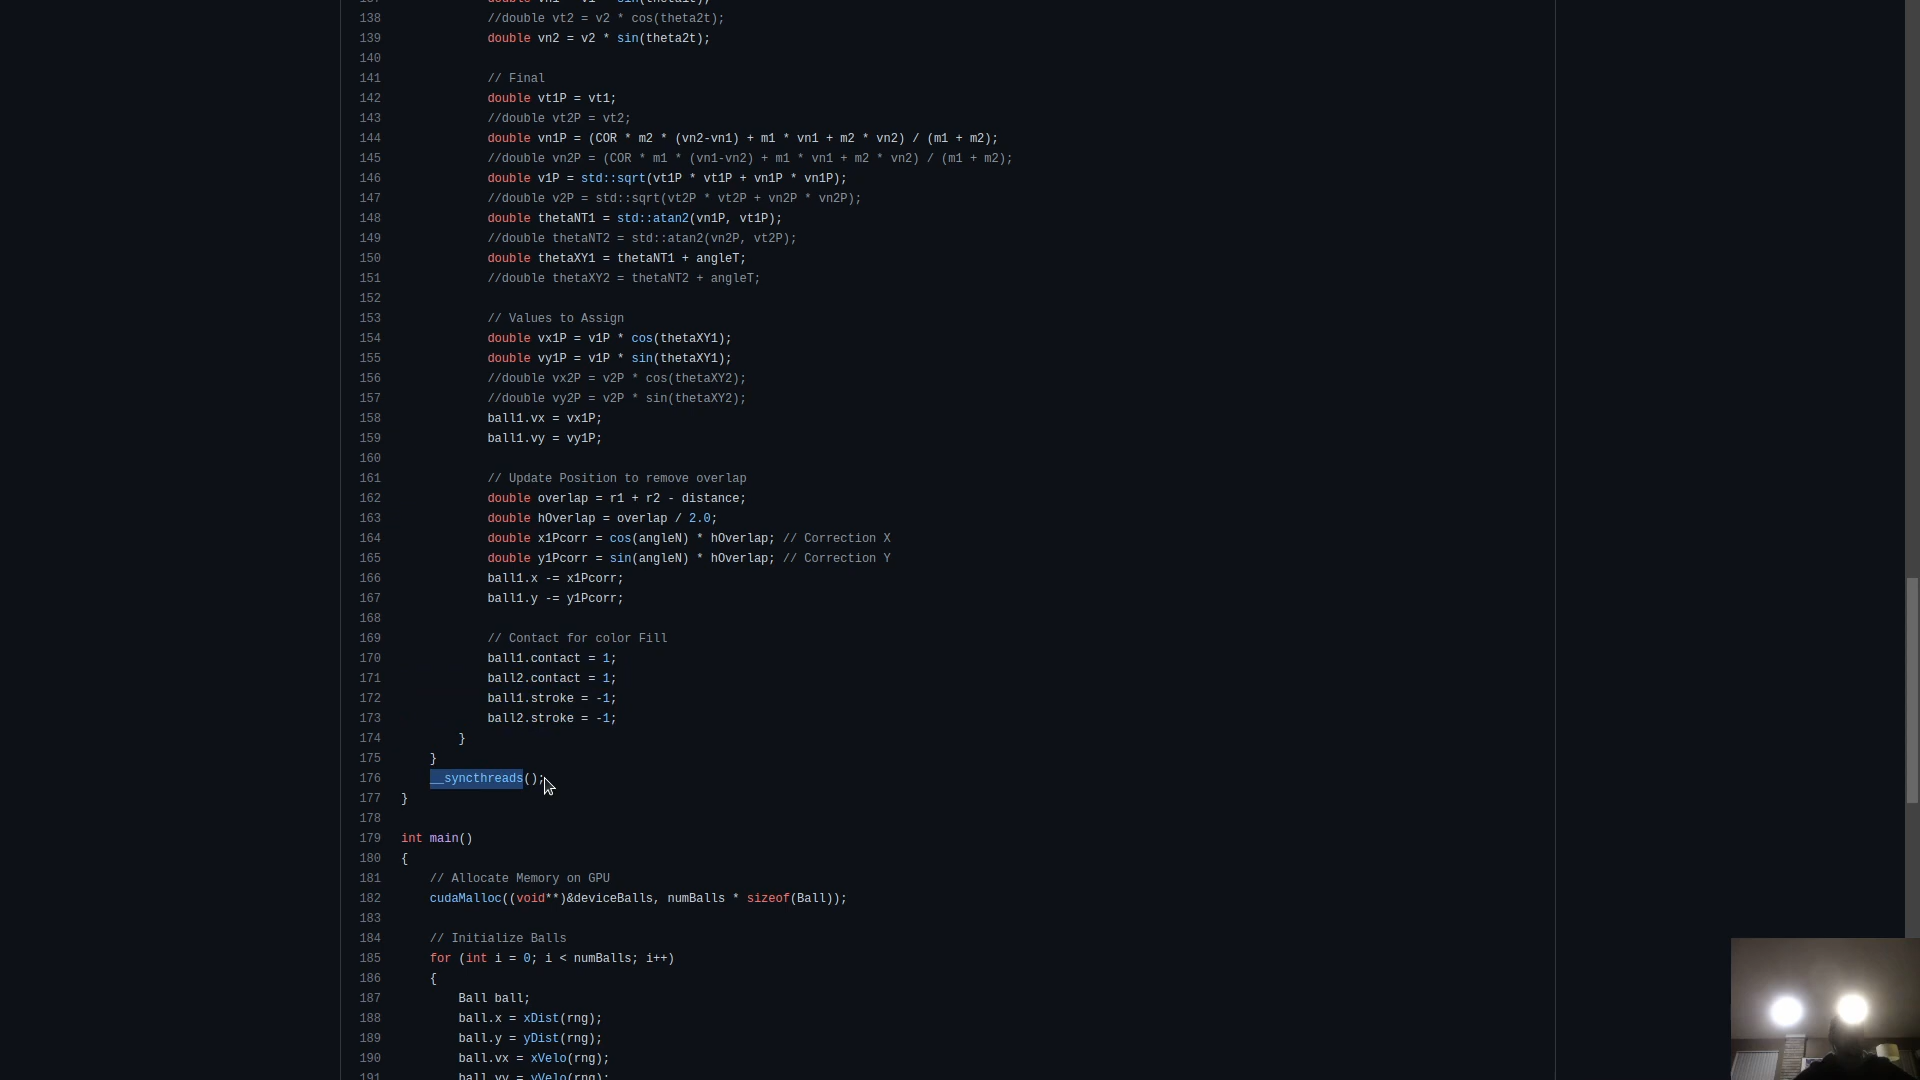 138 //double vt2 = v2 * cos(theta2t);
139 double vn2 = v2 * sin(theta2t);
140
141 // Final
142 double vt1P = vt1;
143 //double vt2P = vt2;
144 double vn1P = (COR * m2 * (vn2-vn1) + m1 * vn1 + m2 * vn2) / (m1 + m2);
145 //double vn2P = (COR * m1 * (vn1-vn2) + m1 * vn1 + m2 * vn2) / (m1 + m2);
146 double v1P = std::sqrt(vt1P * vt1P + vn1P * vn1P);
147 //double v2P = std::sqrt(vt2P * vt2P + vn2P * vn2P);
148 double thetaNT1 = std::atan2(vn1P, vt1P);
149 //double thetaNT2 = std::atan2(vn2P, vt2P);
150 double thetaXY1 = thetaNT1 + angleT;
151 //double thetaXY2 = thetaNT2 + angleT;
152
153 // Values to Assign
154 double vx1P = v1P * cos(thetaXY1);
155 double vy1P = v1P * sin(thetaXY1);
156 //double vx2P = v2P * cos(thetaXY2);
157 //double vy2P = v2P * sin(thetaXY2);
158 ball1.vx = vx1P;
159 ball1.vy = vy1P;
160
161 // Update Position to remove overlap
162 double overlap = r1 + r2 - distance;
163 double hOverlap = overlap / 2.0;
164 double x1Pcorr = cos(angleN) * hOverlap; // Correction X
165 double y1Pcorr = sin(angleN) * hOverlap; // Correction Y
166 ball1.x -= x1Pcorr;
167 ball1.y -= y1Pcorr;
168
169 // Contact for color Fill
170 ball1.contact = 1;
171 ball2.contact = 1;
172 ball1.stroke = -1;
173 ball2.stroke = -1;
174 }
175 }
176 __syncthreads();
177 }
178
179 int main()
180 {
181 // Allocate Memory on GPU
182 cudaMalloc((void**)&deviceBalls, numBalls * sizeof(Ball));
183
184 // Initialize Balls
185 for (int i = 0; i < numBalls; i++)
186 {
187 Ball ball;
188 ball.x = xDist(rng);
189 ball.y = yDist(rng);
190 ball.vx = xVelo(rng);
191 ball.vy = yVelo(rng);